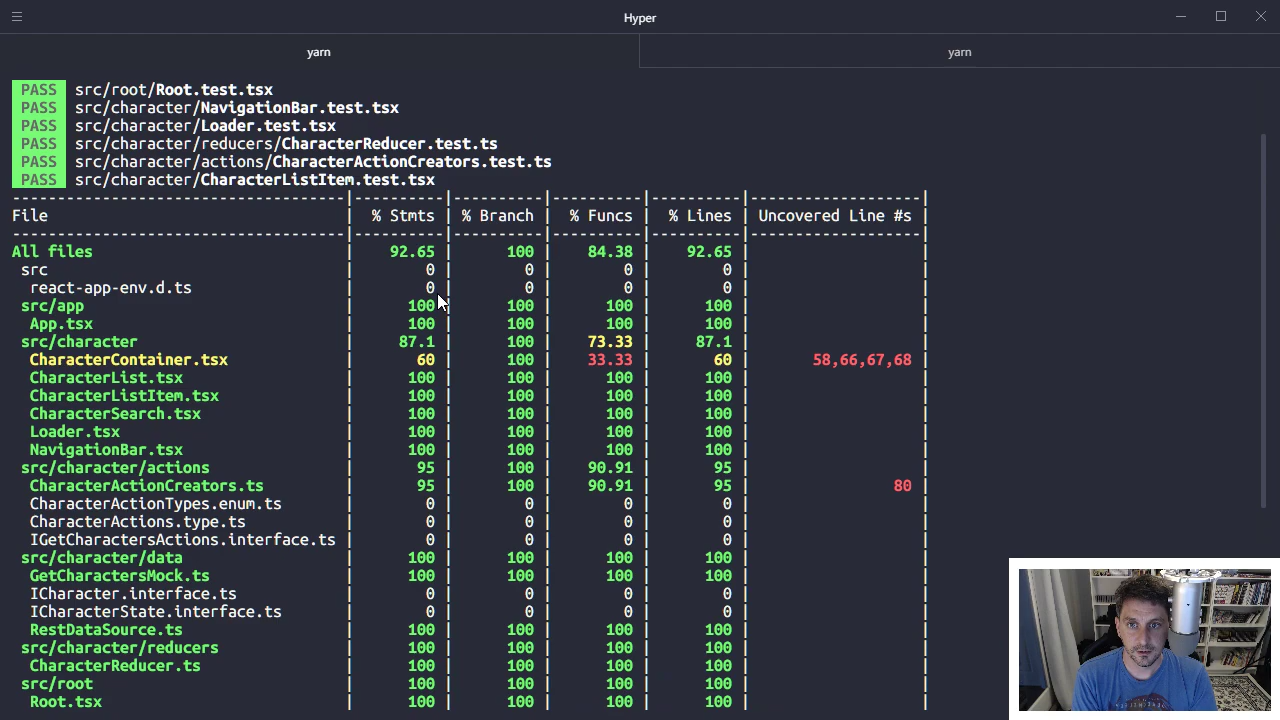 Hyper
yarn yarn
PASS src/root/Root.test.tsx
PASS src/character/NavigationBar.test.tsx
PASS src/character/Loader.test.tsx
PASS src/character/reducers/CharacterReducer.test.ts
PASS src/character/actions/CharacterActionCreators.test.ts
PASS src/character/CharacterListItem.test.tsx
-------------------------------------|----------|----------|----------|----------|-------------------|
File | % Stmts | % Branch | % Funcs | % Lines | Uncovered Line #s |
-------------------------------------|----------|----------|----------|----------|-------------------|
All files | 92.65 | 100 | 84.38 | 92.65 | |
src | 0 | 0 | 0 | 0 | |
react-app-env.d.ts | 0 | 0 | 0 | 0 | |
src/app | 100 | 100 | 100 | 100 | |
App.tsx | 100 | 100 | 100 | 100 | |
src/character | 87.1 | 100 | 73.33 | 87.1 | |
CharacterContainer.tsx | 60 | 100 | 33.33 | 60 | 58,66,67,68 |
CharacterList.tsx | 100 | 100 | 100 | 100 | |
CharacterListItem.tsx | 100 | 100 | 100 | 100 | |
CharacterSearch.tsx | 100 | 100 | 100 | 100 | |
Loader.tsx | 100 | 100 | 100 | 100 | |
NavigationBar.tsx | 100 | 100 | 100 | 100 | |
src/character/actions | 95 | 100 | 90.91 | 95 | |
CharacterActionCreators.ts | 95 | 100 | 90.91 | 95 | 80 |
CharacterActionTypes.enum.ts | 0 | 0 | 0 | 0 | |
CharacterActions.type.ts | 0 | 0 | 0 | 0 | |
IGetCharactersActions.interface.ts | 0 | 0 | 0 | 0 | |
src/character/data | 100 | 100 | 100 | 100 | |
GetCharactersMock.ts | 100 | 100 | 100 | 100 | |
ICharacter.interface.ts | 0 | 0 | 0 | 0 | |
ICharacterState.interface.ts | 0 | 0 | 0 | 0 | |
RestDataSource.ts | 100 | 100 | 100 | 100 | |
src/character/reducers | 100 | 100 | 100 | 100 | |
CharacterReducer.ts | 100 | 100 | 100 | 100 | |
src/root | 100 | 100 | 100 | 100 | |
Root.tsx | 100 | 100 | 100 | 100 | |